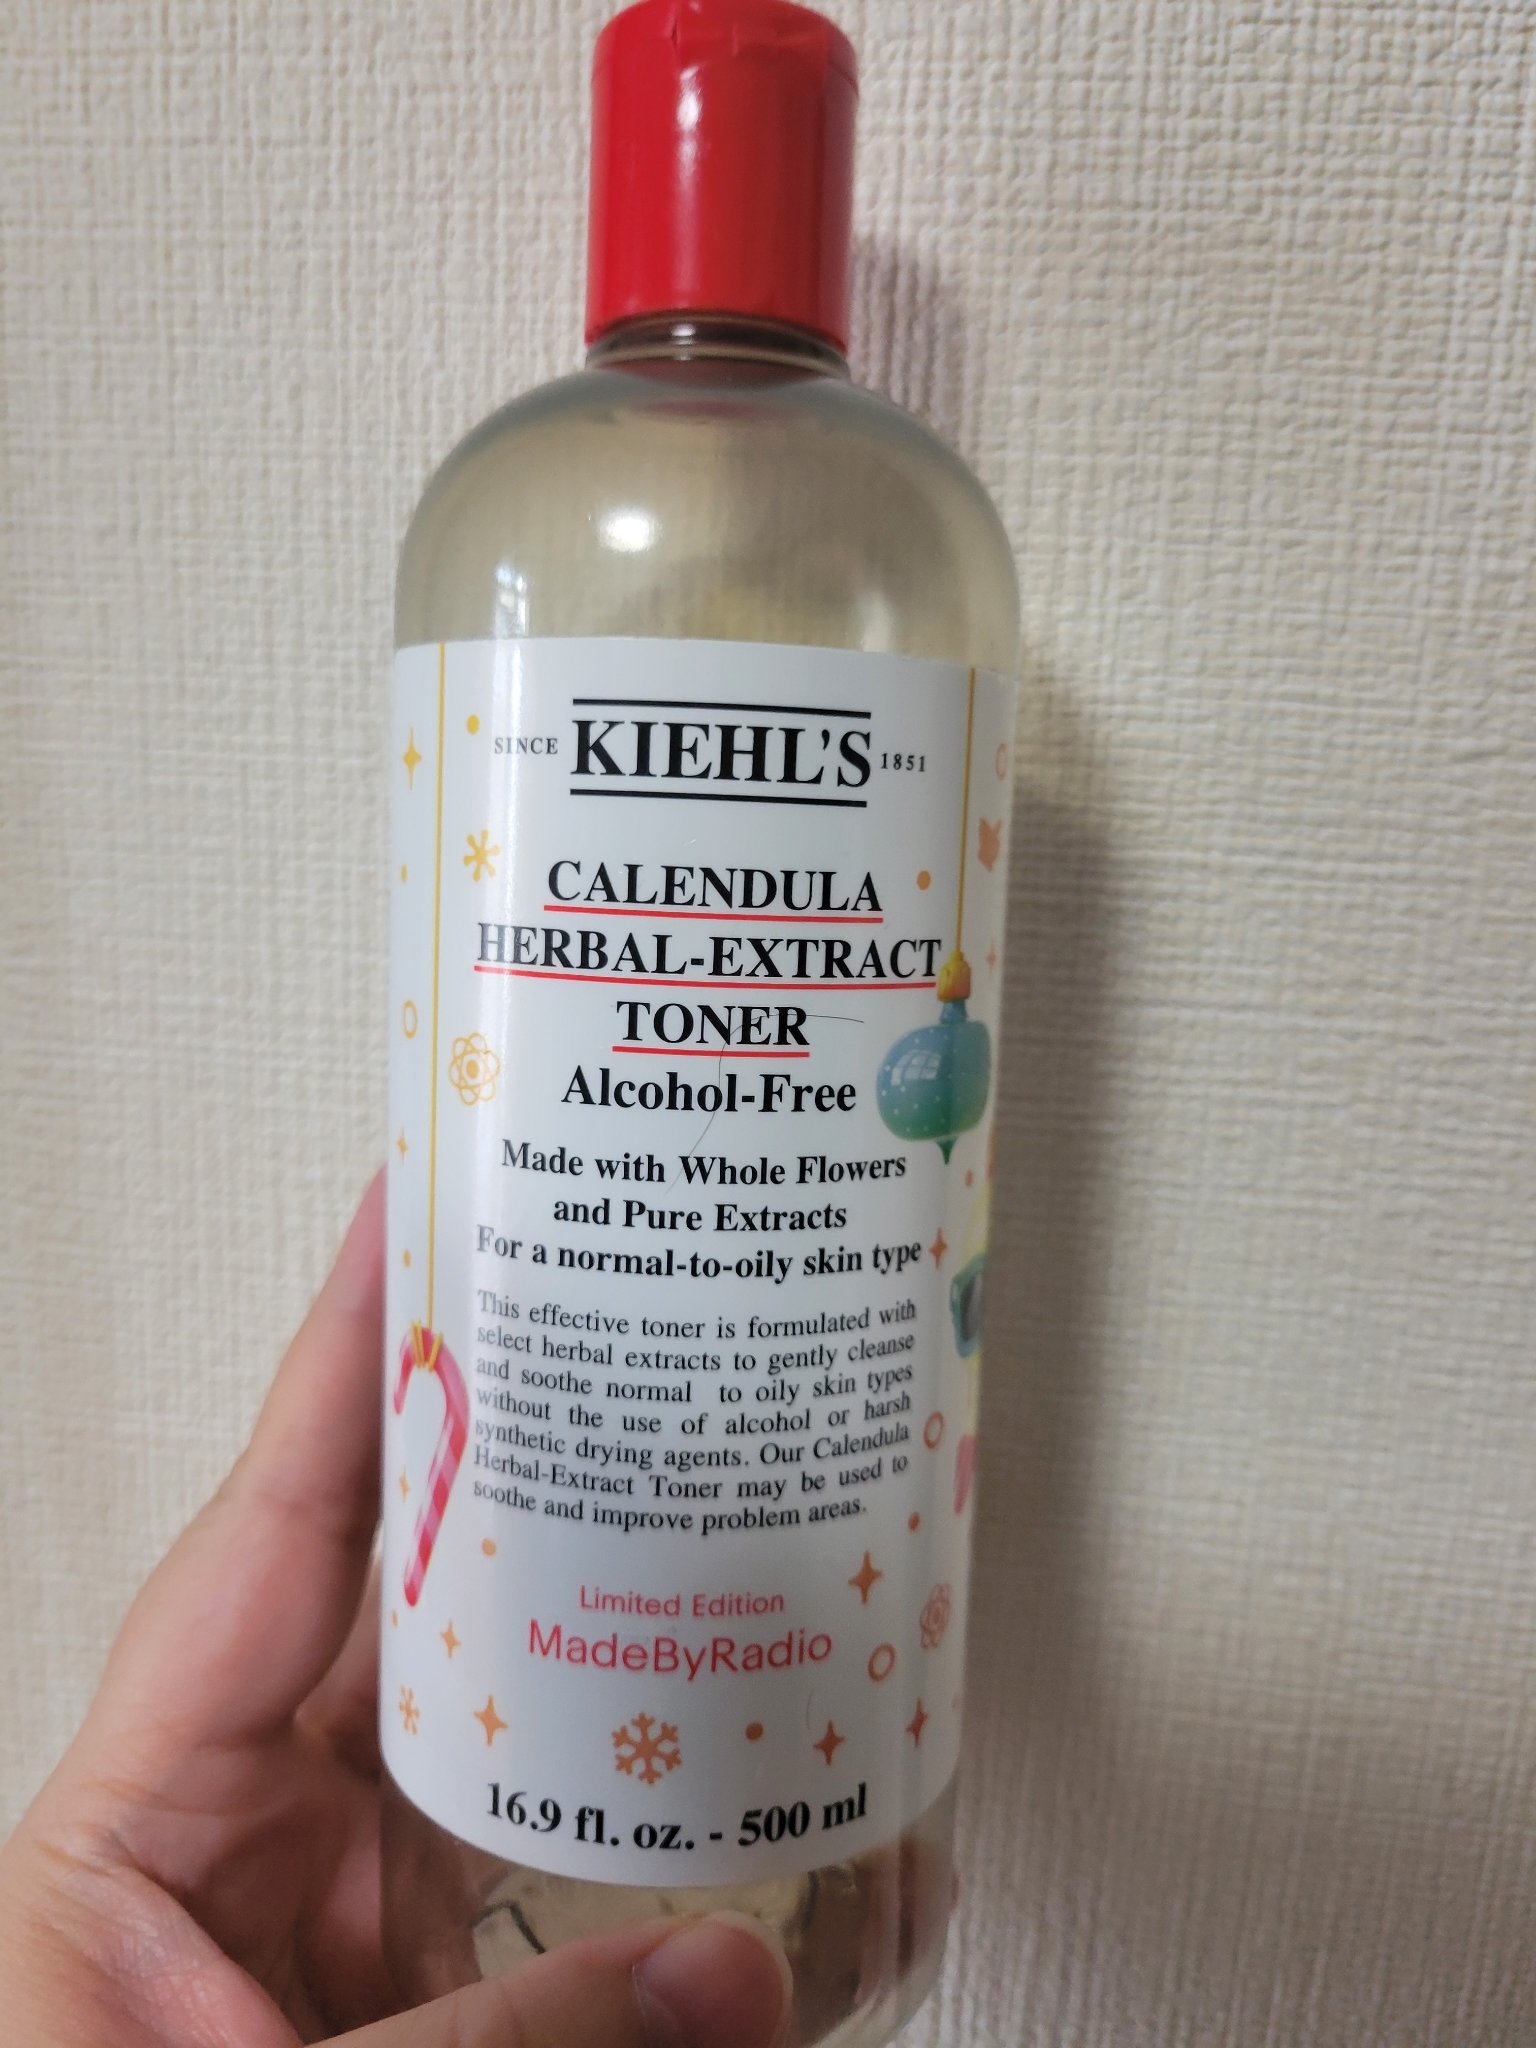 SINCE KIEHL'S 1851
CALENDULA
HERBAL-EXTRACT
TONER
Alcohol-Free
Made with Whole Flowers
and Pure Extracts
For a normal-to-oily skin type
This effective toner is formulated with
select herbal extracts to gently cleanse
and soothe normal to oily skin types
without the use of alcohol or harsh
synthetic drying agents. Our Calendula
Herbal-Extract Toner may be used to
soothe and improve problem areas.
Limited Edition
MadeByRadio
16.9 fl. oz. - 500 ml